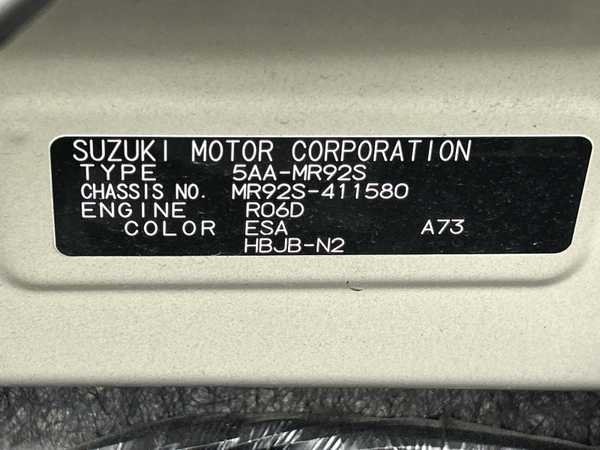 SUZUKI MOTOR CORPORATION
TYPE 5AA-MR92S
CHASSIS NO. MR92S-411580
ENGINE R06D
COLOR ESA A73
HBJB-N2